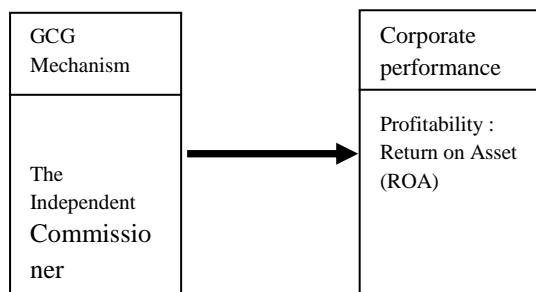 GCG
Mechanism
The
Independent
Commissio
ner
Corporate
performance
Profitability :
Return on Asset
(ROA)